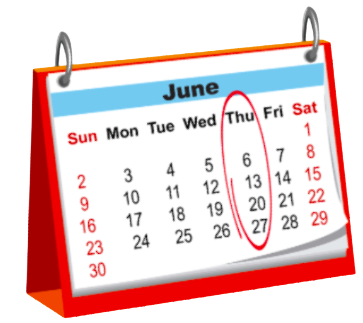 June
Sun Mon Tue Wed Thu Fri Sat
1
2 3 4 5 6 7 8
9 10 11 12 13 14 15
16 17 18 19 20 21 22
23 24 25 26 27 28 29
30